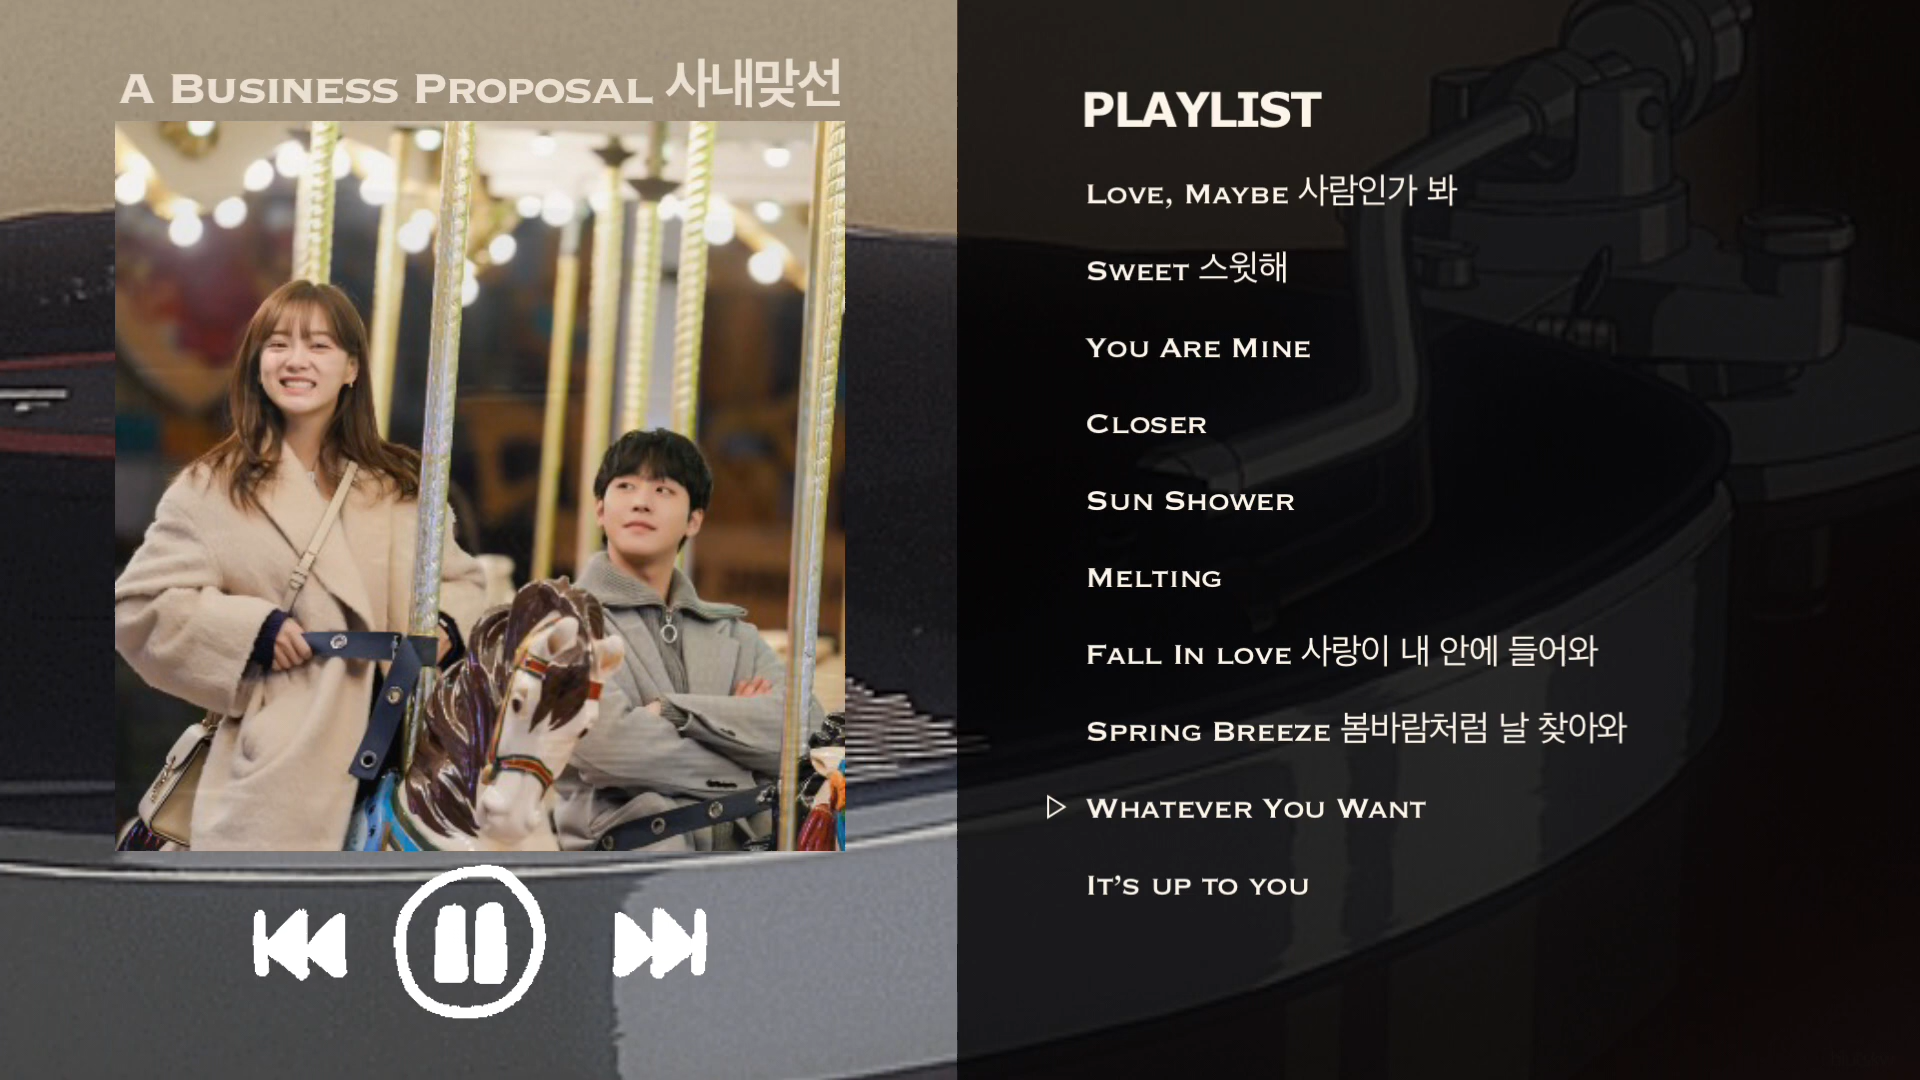 A Business Proposal 사내맞선
PLAYLIST
Love, Maybe 사람인가 봐
Sweet 스윗해
You Are Mine
Closer
Sun Shower
Melting
Fall In love 사랑이 내 안에 들어와
Spring Breeze 봄바람처럼 날 찾아와
Whatever You Want
It’s up to you